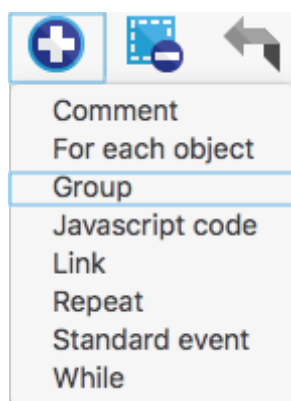 Comment
For each object
Group
Javascript code
Link
Repeat
Standard event
While